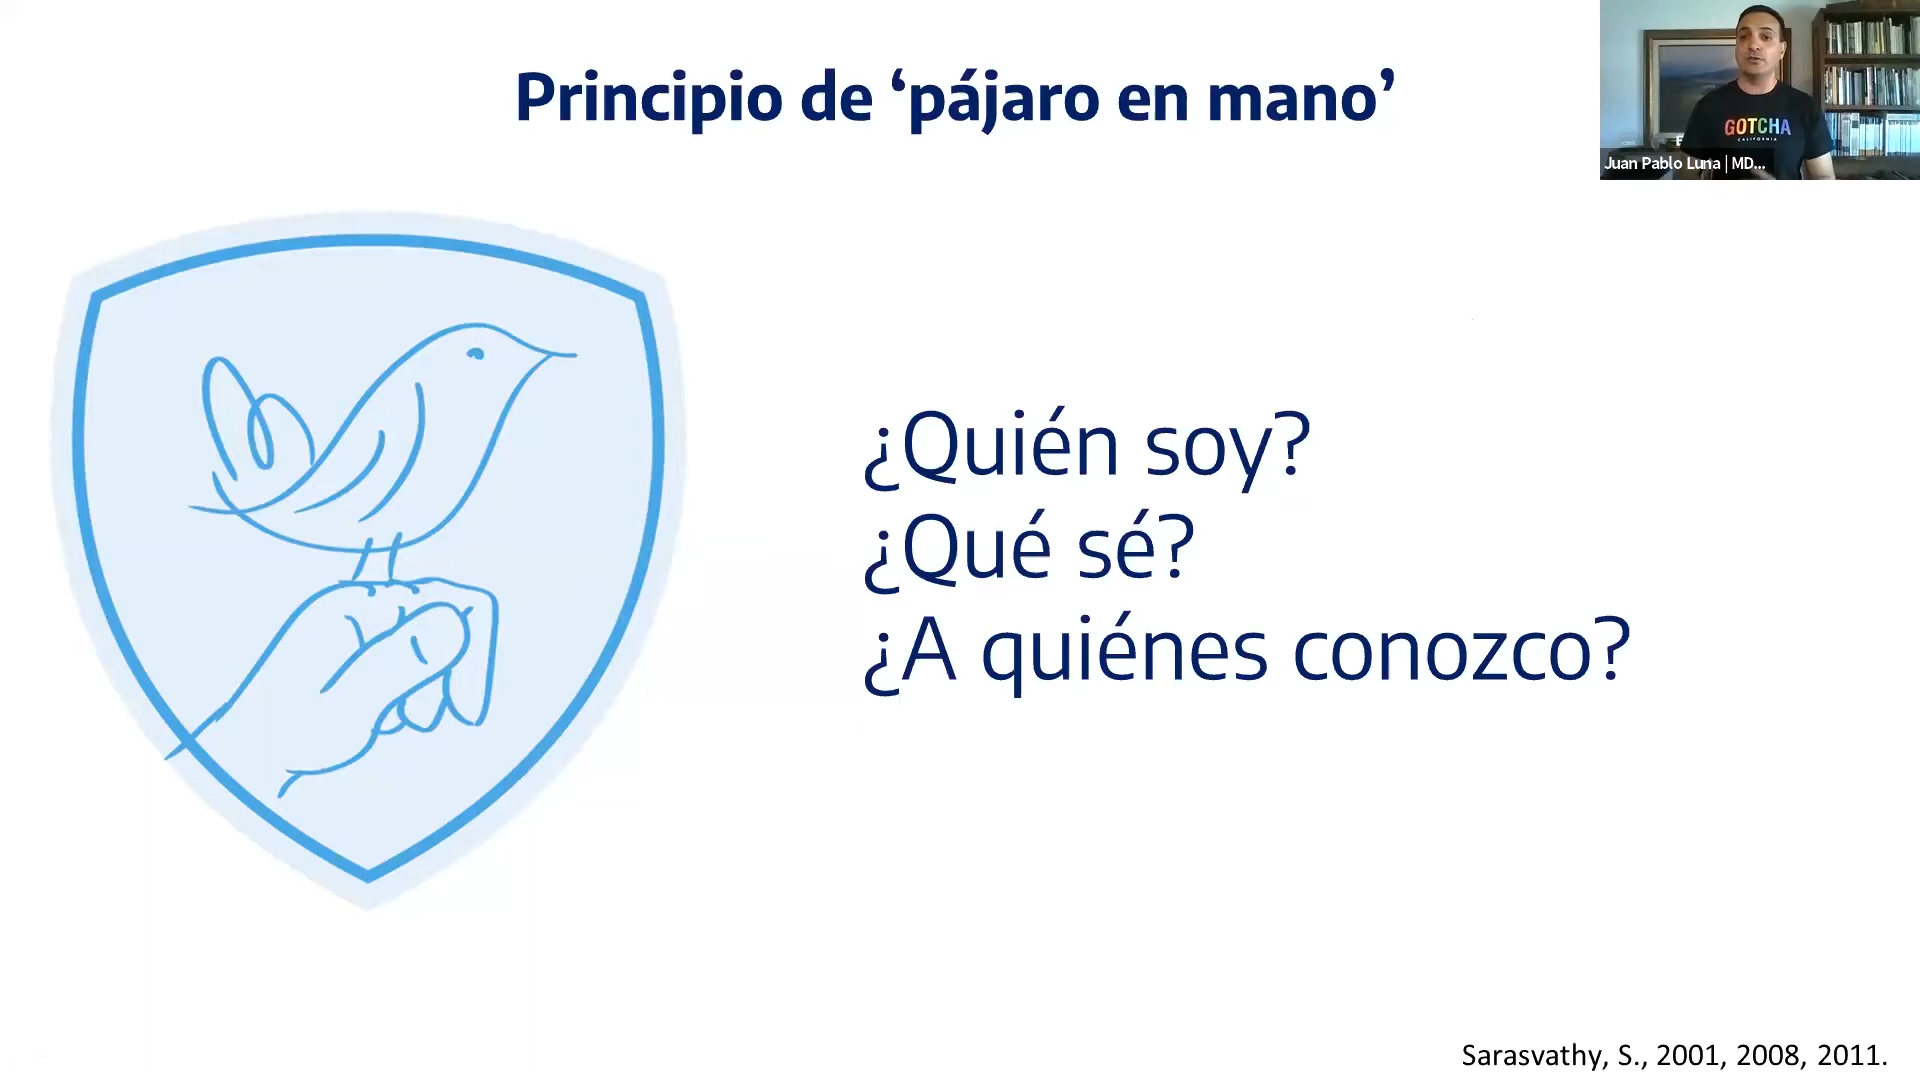 Principio de ‘pájaro en mano’
GOTCHA
CALIFORNIA
Juan Pablo Luna | MD...
¿Quién soy?
¿Qué sé?
¿A quiénes conozco?
Sarasvathy, S., 2001, 2008, 2011.